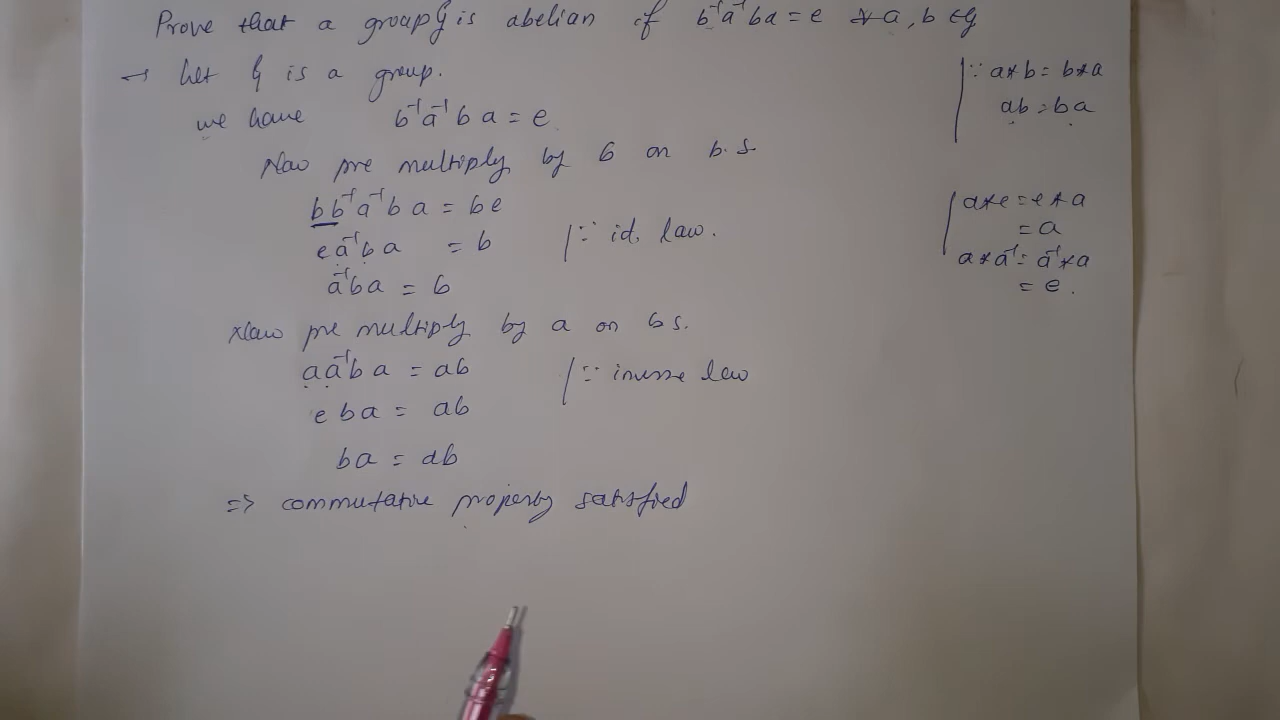 Prove that a group G is abelian if b⁻¹a⁻¹ba = e ∀ a, b ∈ G
→ Let G is a group.
we have b⁻¹a⁻¹ba = e
Now pre multiply by b on b.s
bb⁻¹a⁻¹ba = be
ea⁻¹ba = b |∵ id. law.
a⁻¹ba = b
Now pre multiply by a on bs.
aa⁻¹ba = ab |∵ inverse law
eba = ab
ba = ab
=> commutative property satisfied
|∵ a*b = b*a
ab = ba
a*e = e*a
= a
a*a⁻¹ = a⁻¹*a
= e.